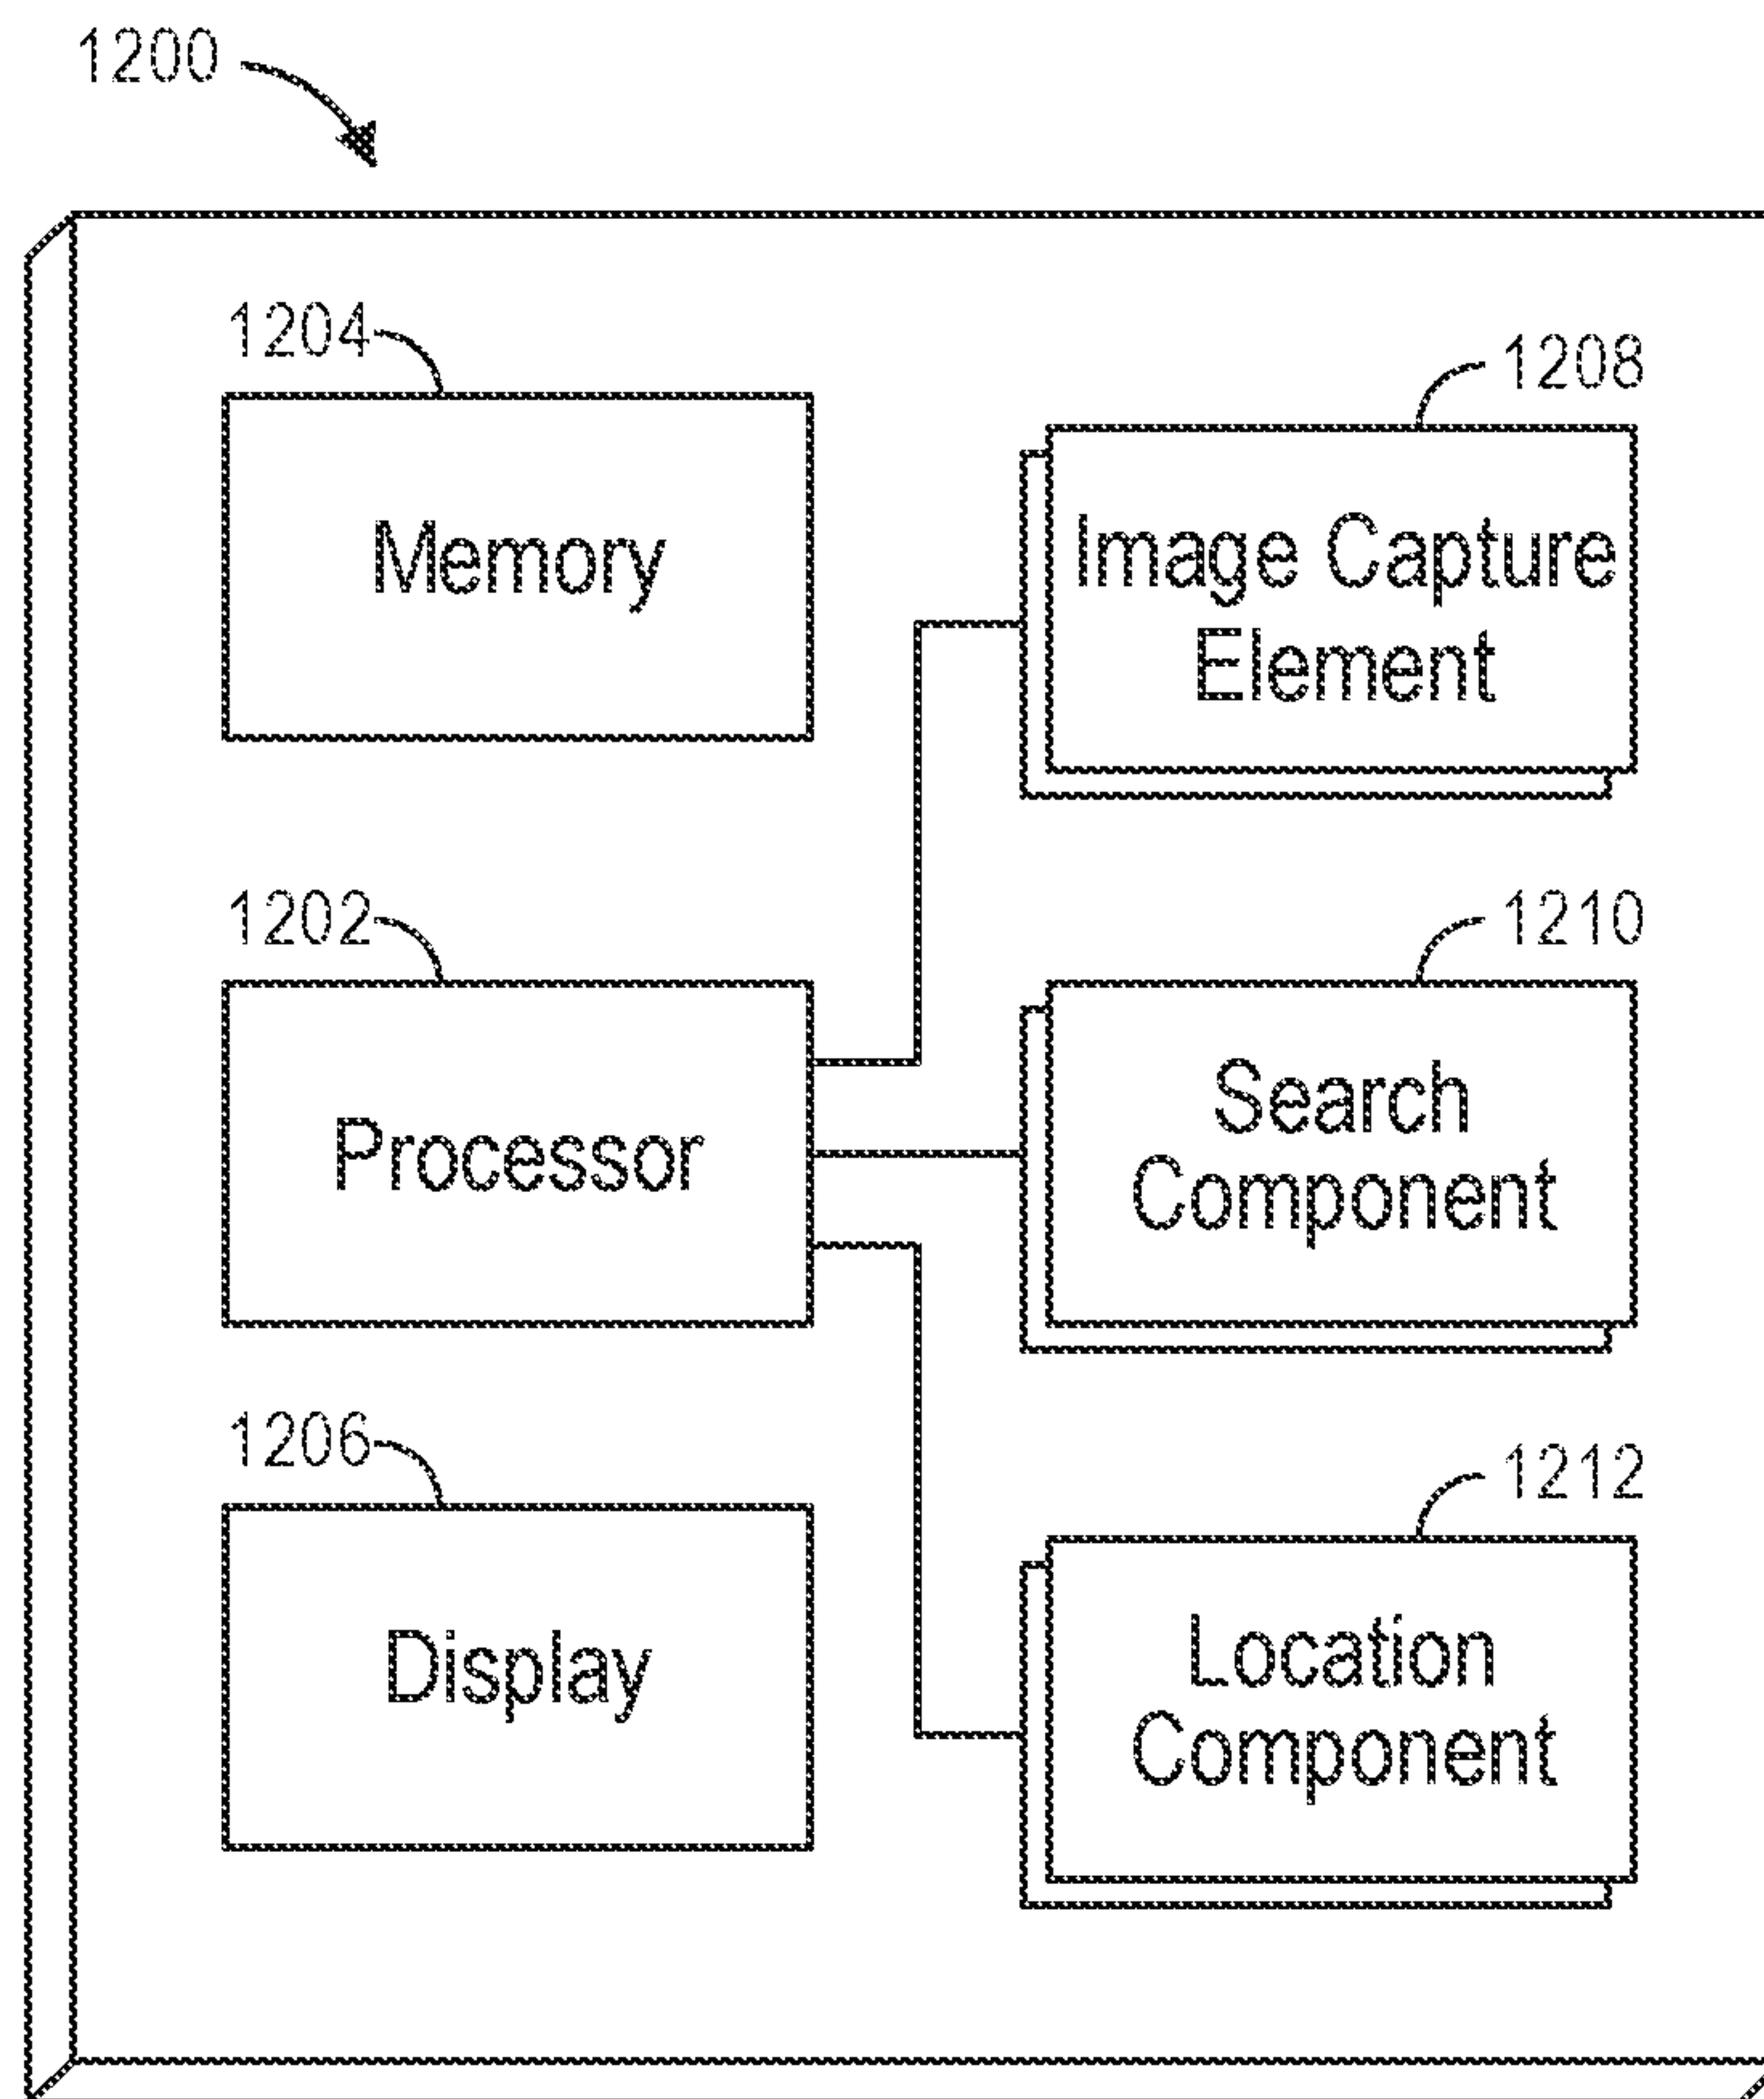 1200
1204
Memory
1208
Image Capture
Element
1202
Processor
1210
Search
Component
1206
Display
1212
Location
Component